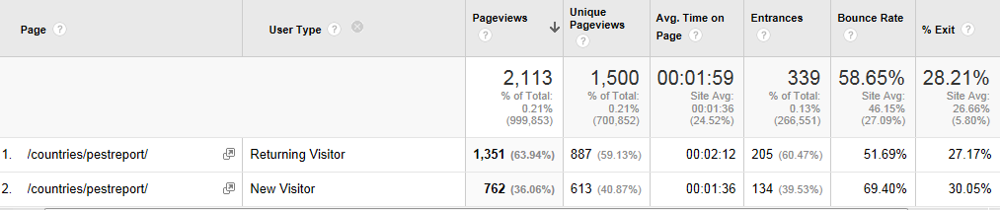 Page ? User Type ? Pageviews ? Unique Pageviews ? Avg. Time on Page ? Entrances ? Bounce Rate ? % Exit ?
2,113 1,500 00:01:59 339 58.65% 28.21%
% of Total: % of Total: Site Avg: % of Total: Site Avg: Site Avg:
0.21% 0.21% 00:01:36 0.13% 46.15% 26.66%
(999,853) (700,852) (24.52%) (266,551) (27.09%) (5.80%)
1. /countries/pestreport/ Returning Visitor 1,351 (63.94%) 887 (59.13%) 00:02:12 205 (60.47%) 51.69% 27.17%
2. /countries/pestreport/ New Visitor 762 (36.06%) 613 (40.87%) 00:01:36 134 (39.53%) 69.40% 30.05%